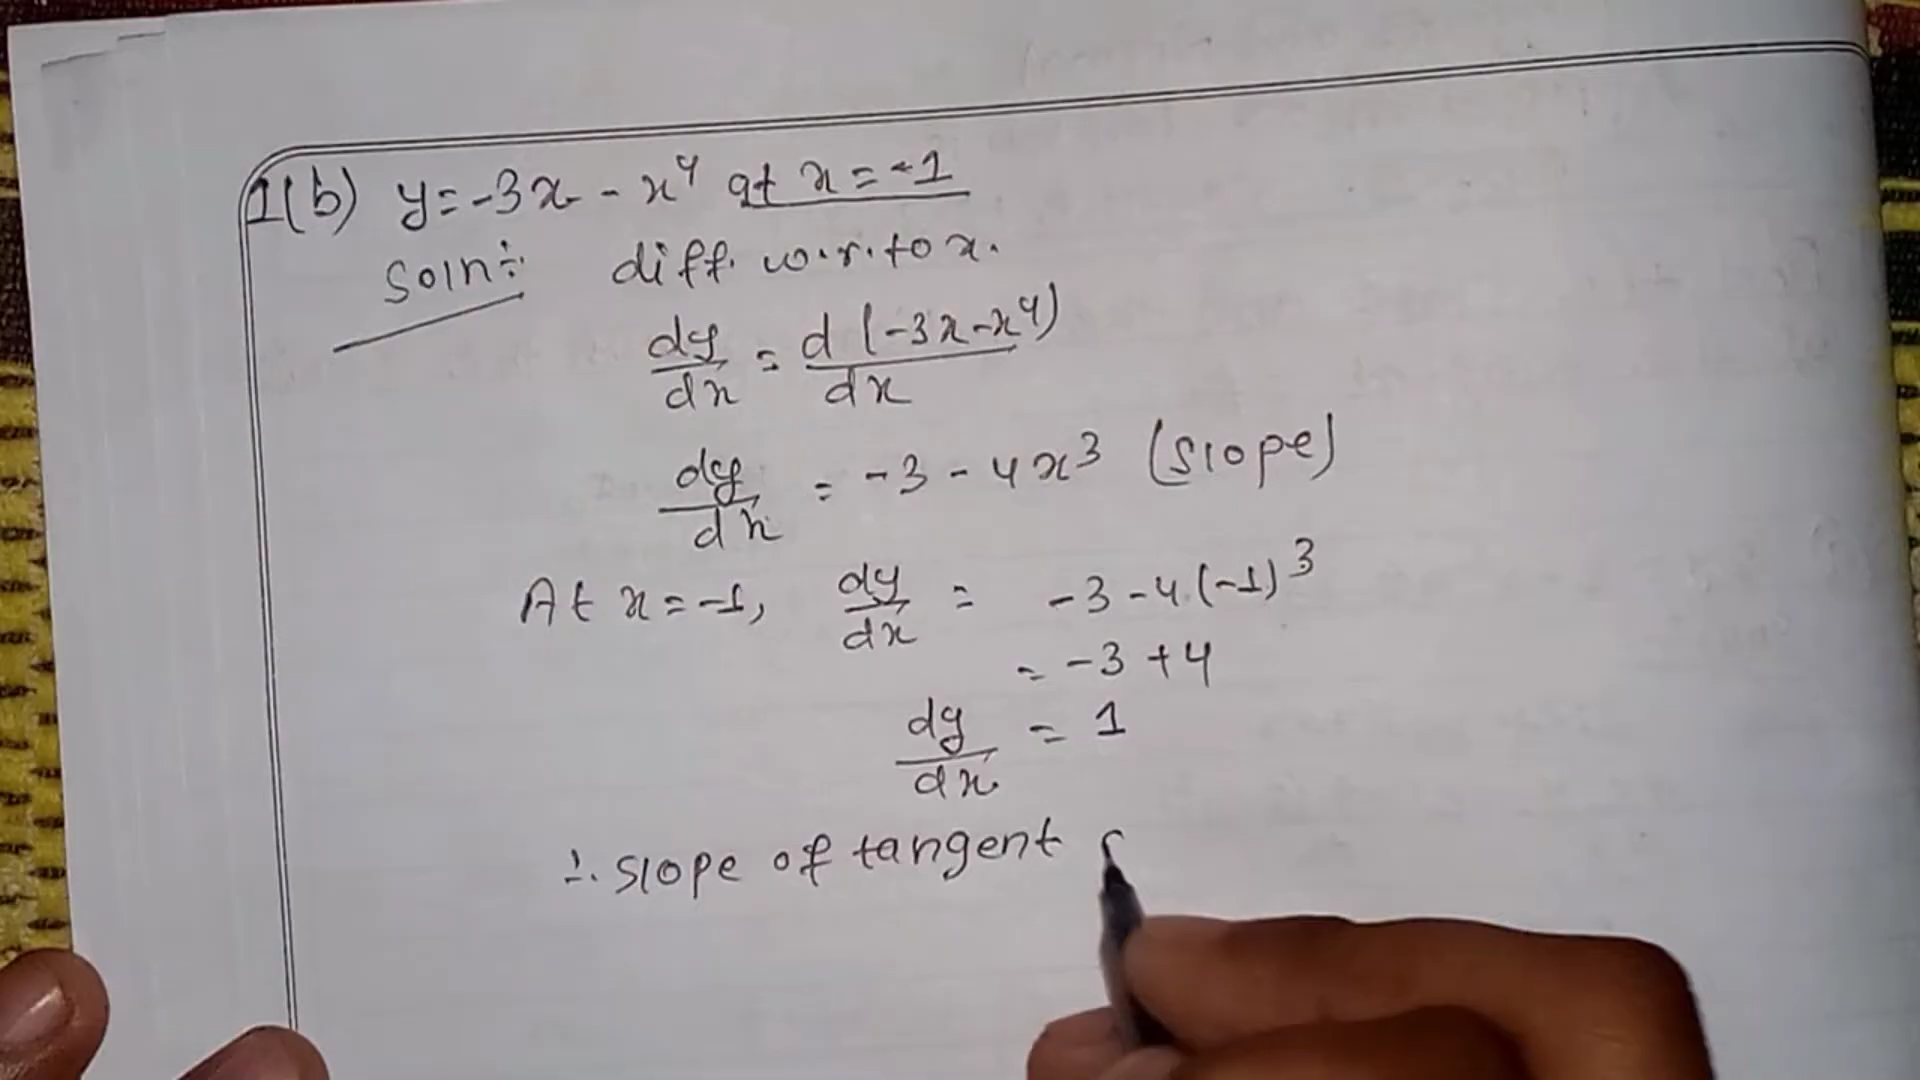 1(b) y=-3x-x⁴ at x=-1
Soln÷ diff. w.r.to x.
dy/dx = d(-3x-x⁴)/dx
dy/dx = -3-4x³ (slope)
At x=-1, dy/dx = -3-4.(-1)³
= -3+4
dy/dx = 1
∴ slope of tangent